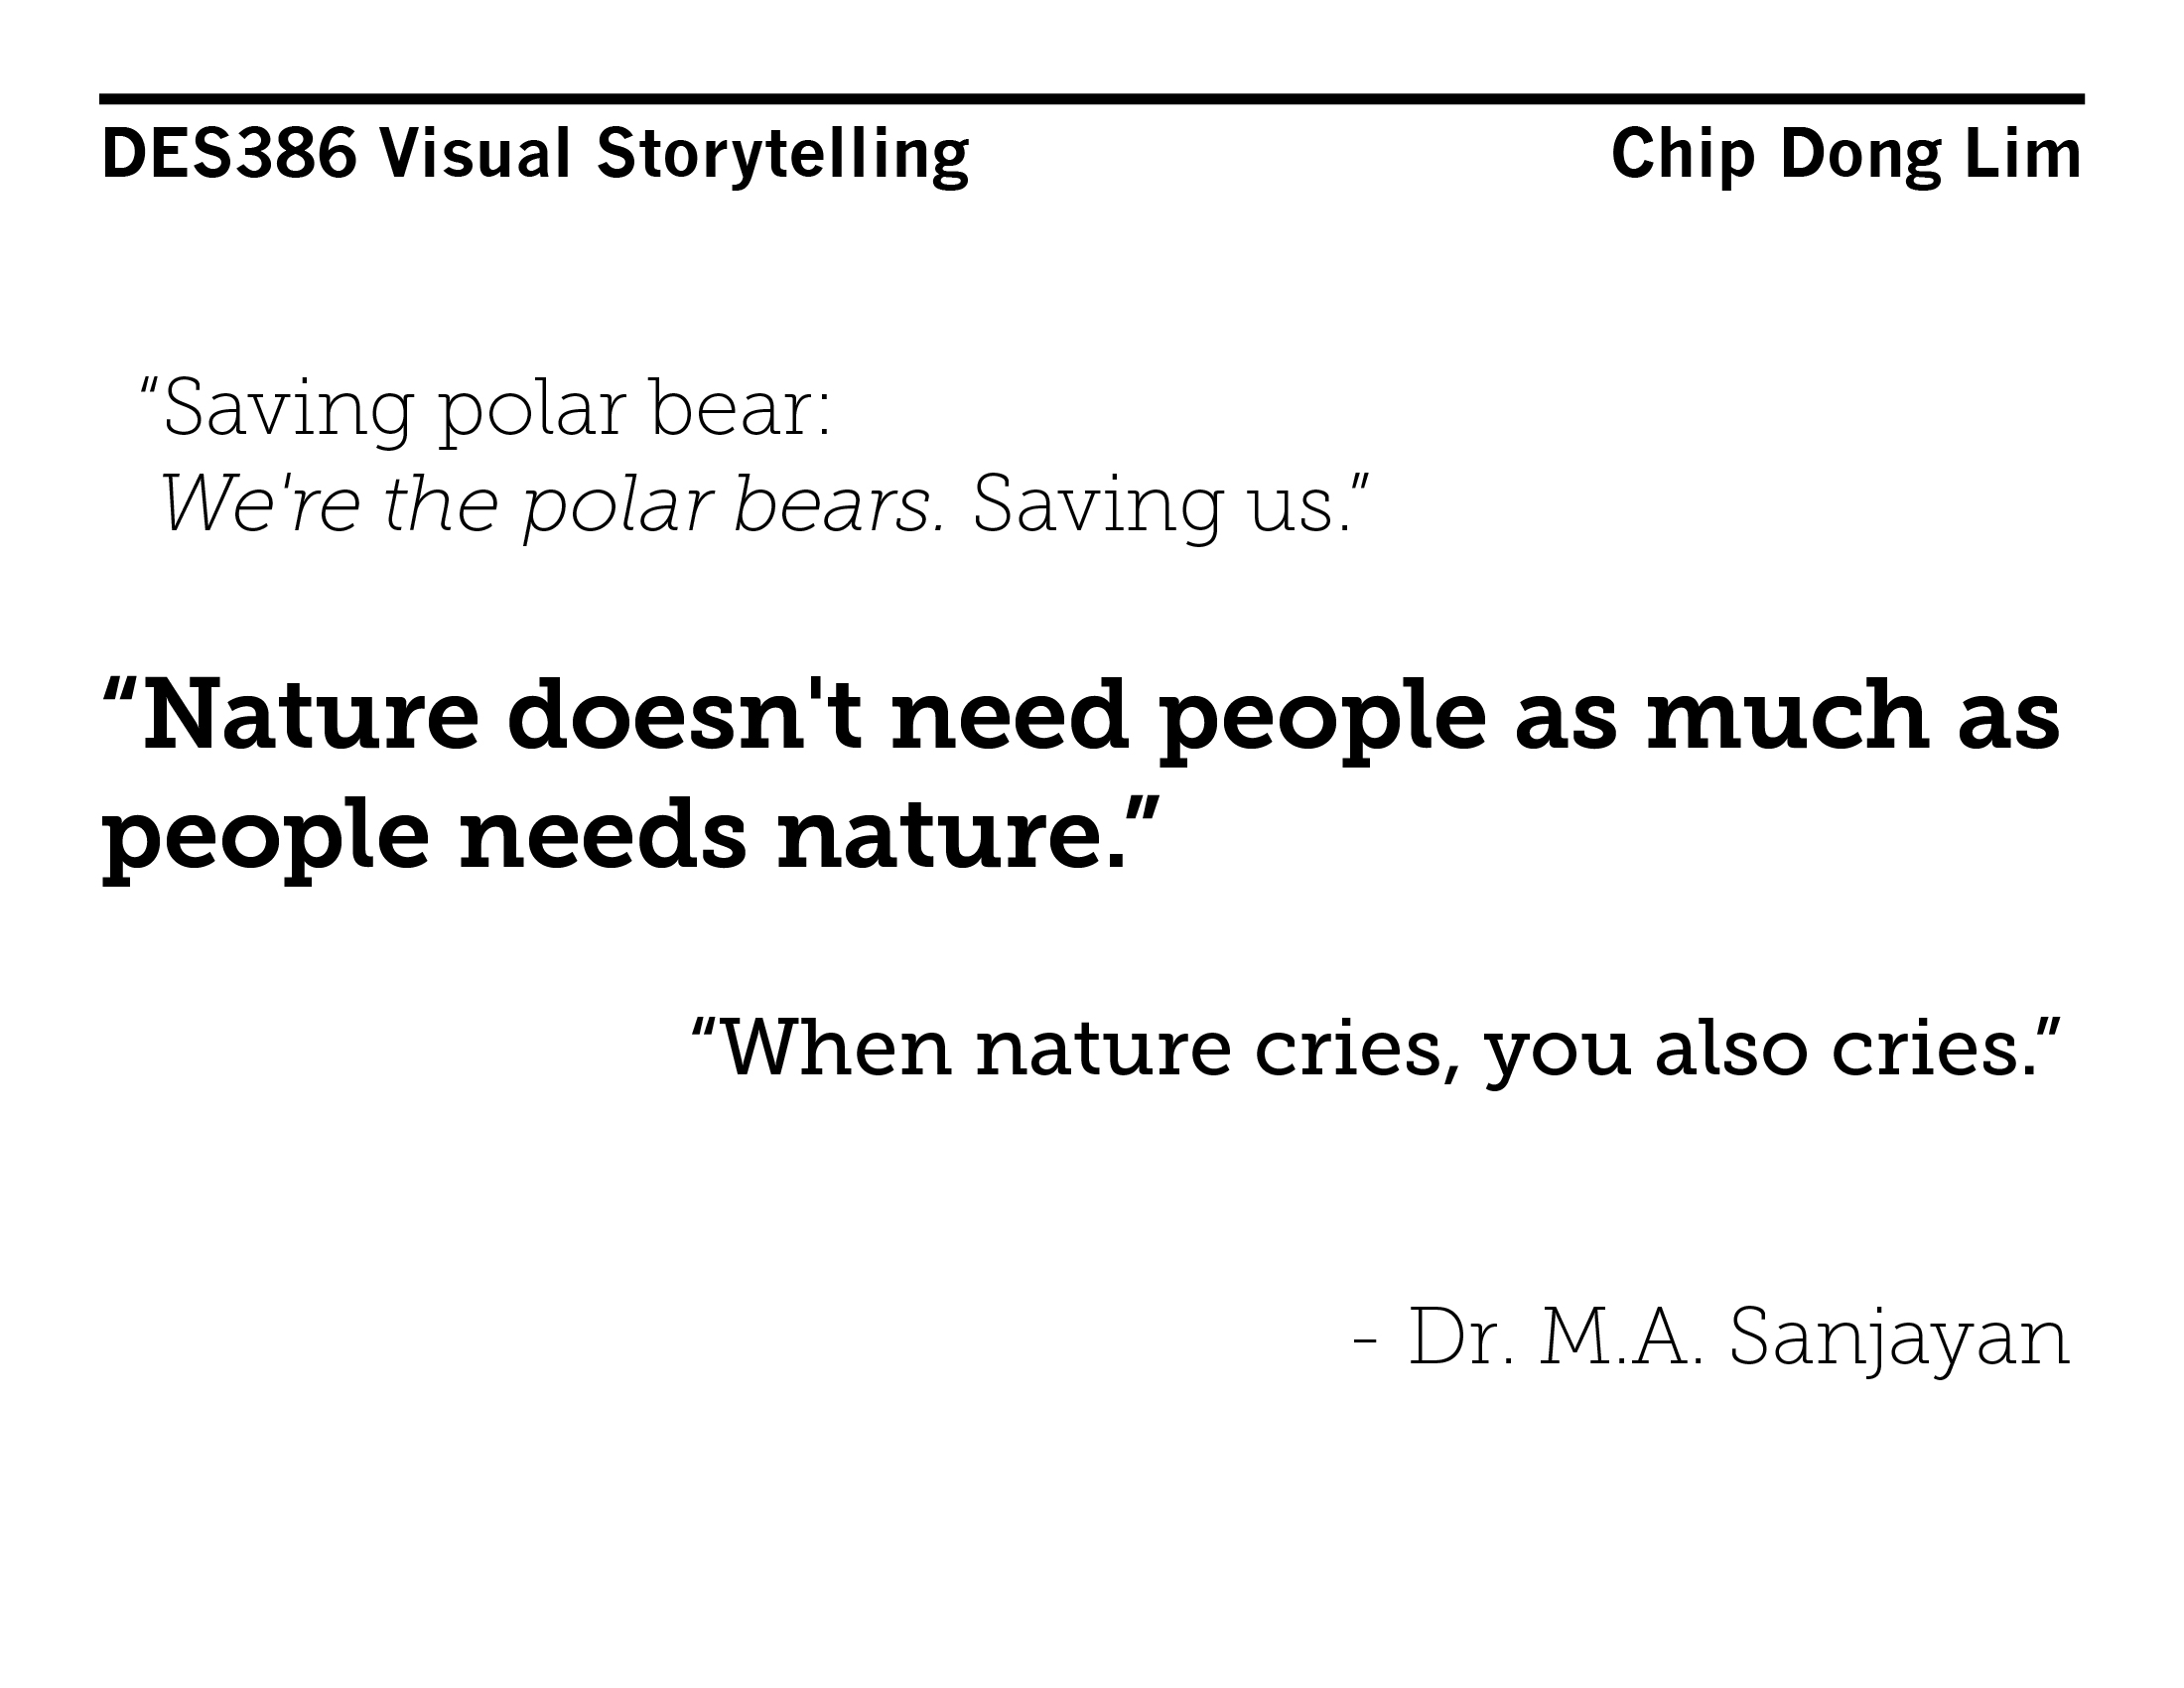 DES386 Visual Storytelling
Chip Dong Lim
“Saving polar bear:
We're the polar bears. Saving us.”
“Nature doesn't need people as much as
people needs nature.”
“When nature cries, you also cries.”
- Dr. M.A. Sanjayan